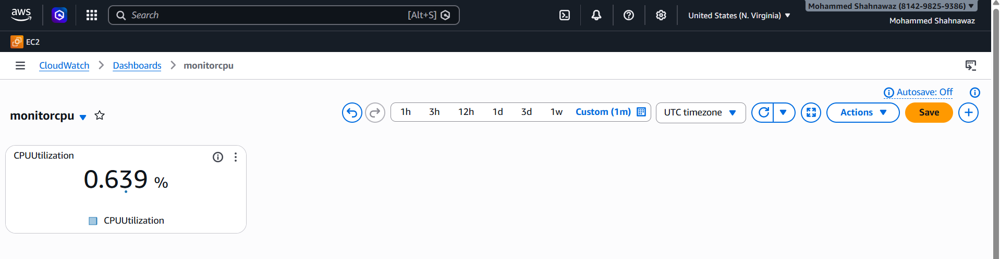 aws
Search [Alt+S]
United States (N. Virginia)
Mohammed Shahnawaz (8142-9825-9386)
Mohammed Shahnawaz
EC2
CloudWatch Dashboards monitorcpu
Autosave: Off
monitorcpu
1h 3h 12h 1d 3d 1w Custom (1m)
UTC timezone
Actions
Save
CPUUtilization
0.639 %
CPUUtilization